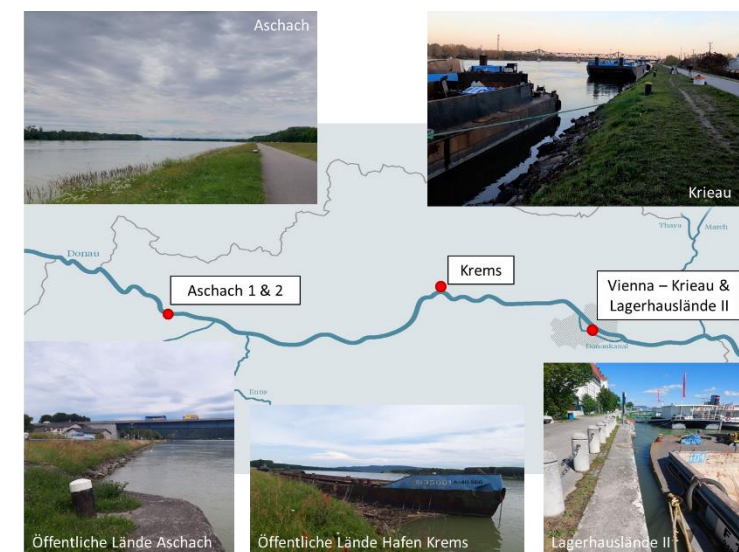 Aschach
Krieau
Donau
Thaya
March
Aschach 1 & 2
Krems
Vienna – Krieau &
Lagerhauslände II
Donaukanal
Enns
Öffentliche Lände Aschach
Öffentliche Lände Hafen Krems
Lagerhauslände II